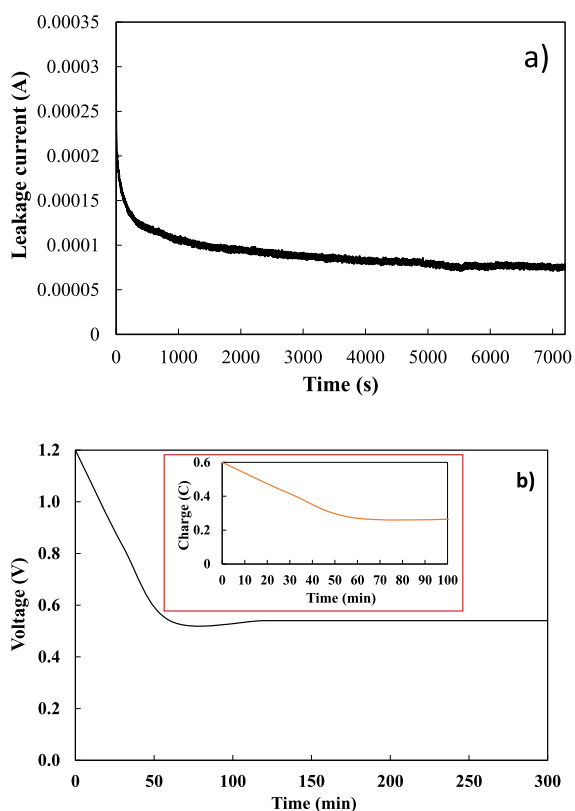 a)
Leakage current (A)
0.00035
0.0003
0.00025
0.0002
0.00015
0.0001
0.00005
0
0 1000 2000 3000 4000 5000 6000 7000
Time (s)
b)
Voltage (V)
1.2
1.0
0.8
0.6
0.4
0.2
0.0
0 50 100 150 200 250 300
Time (min)
Charge (C)
0.6
0.4
0.2
0
0 10 20 30 40 50 60 70 80 90 100
Time (min)